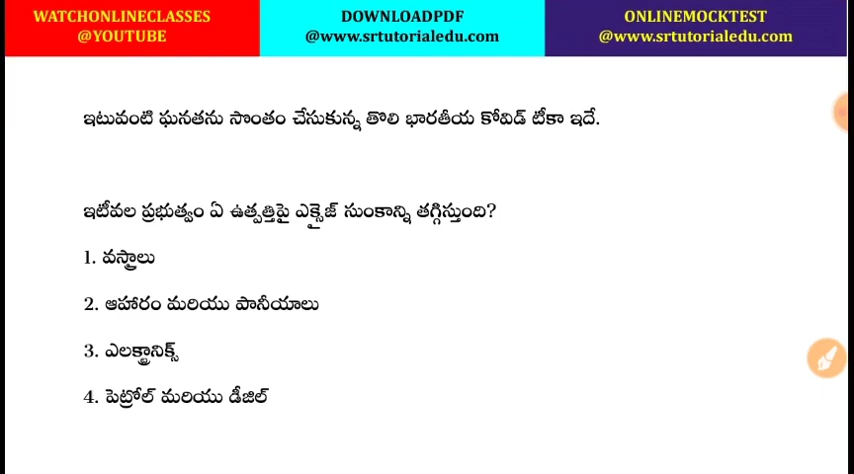 WATCHONLINECLASSES
@YOUTUBE
DOWNLOADPDF
@www.srtutorialedu.com
ONLINEMOCKTEST
@www.srtutorialedu.com
ఇటువంటి ఘనతను సొంతం చేసుకున్న తొలి భారతీయ కోవిడ్ టీకా ఇదే.
ఇటీవల ప్రభుత్వం ఏ ఉత్పత్తిపై ఎక్సైజ్ సుంకాన్ని తగ్గిస్తుంది?
1. వస్త్రాలు
2. ఆహారం మరియు పానీయాలు
3. ఎలక్ట్రానిక్స్
4. పెట్రోల్ మరియు డీజిల్